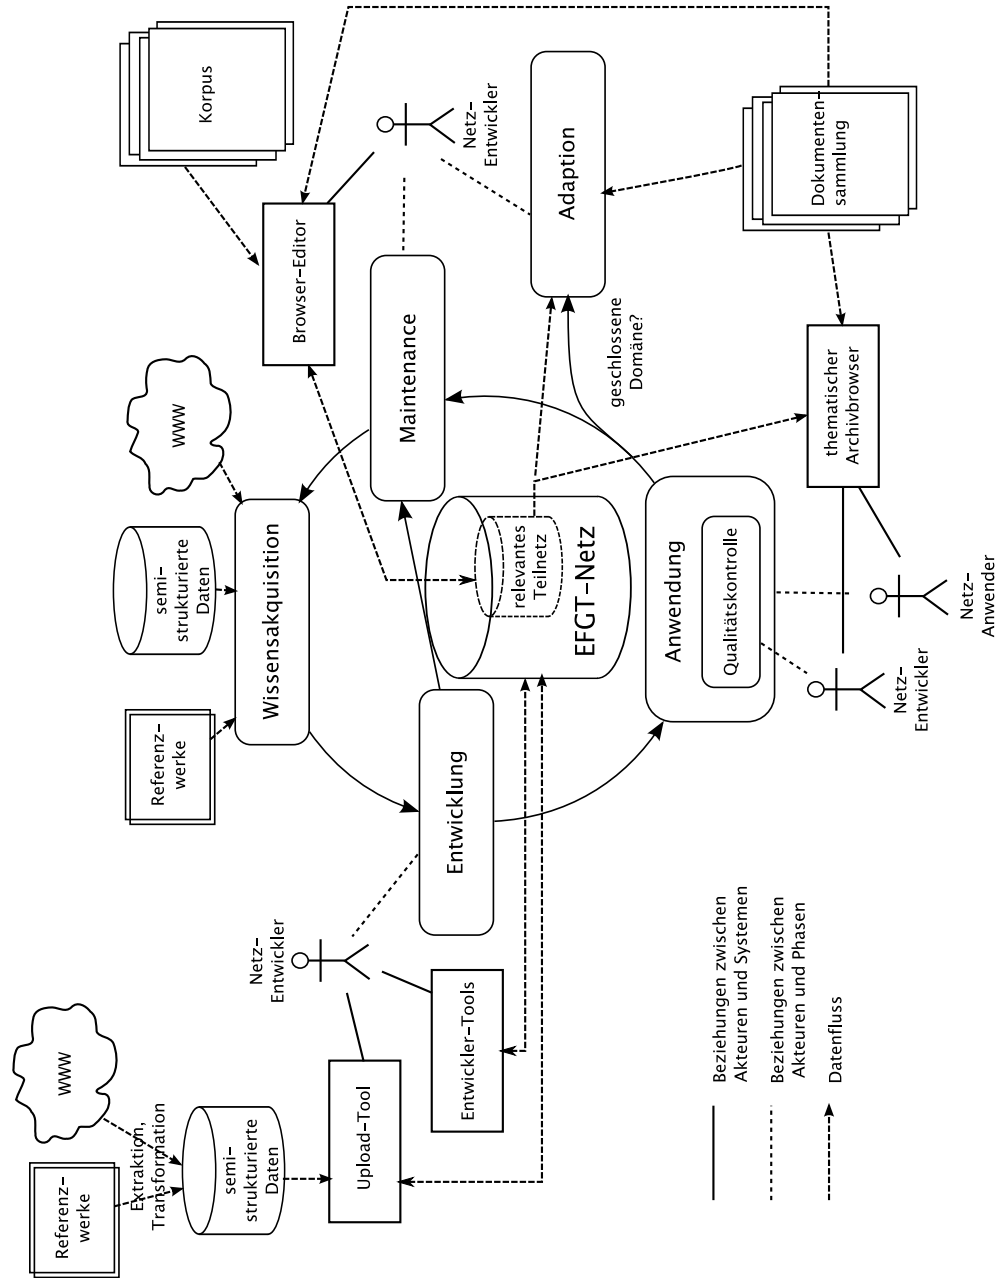 Referenz-
werke
WWW
Extraktion,
Transformation
semi-
strukturierte
Daten
Upload-Tool
Entwickler-Tools
Netz-
Entwickler
Referenz-
werke
semi-
strukturierte
Daten
WWW
Korpus
Wissensakquisition
Browser-Editor
Netz-
Entwickler
Entwicklung
Maintenance
relevantes
Teilnetz
EFGT-Netz
Adaption
geschlossene
Domäne?
Anwendung
Qualitätskontrolle
Dokumenten-
sammlung
thematischer
Archivbrowser
Netz-
Entwickler
Netz-
Anwender
Beziehungen zwischen
Akteuren und Systemen
Beziehungen zwischen
Akteuren und Phasen
Datenfluss